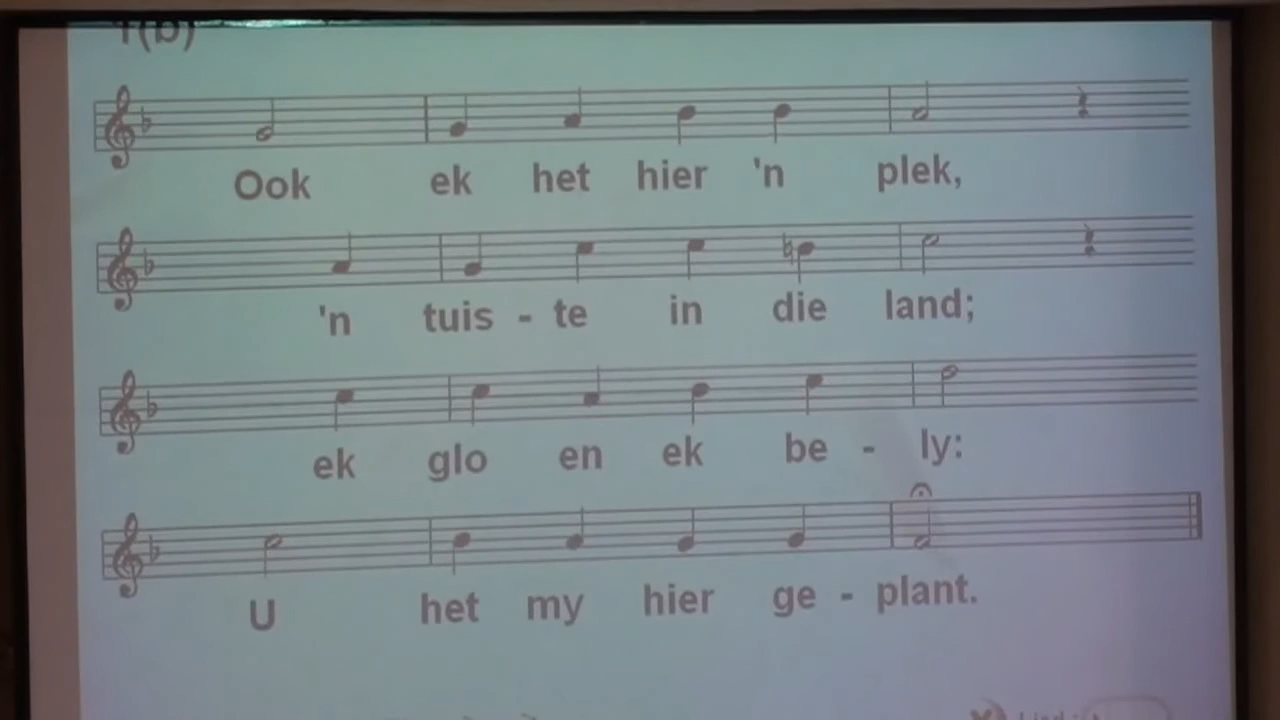 Ook ek het hier 'n plek,
'n tuis - te in die land;
ek glo en ek be - ly:
U het my hier ge - plant.